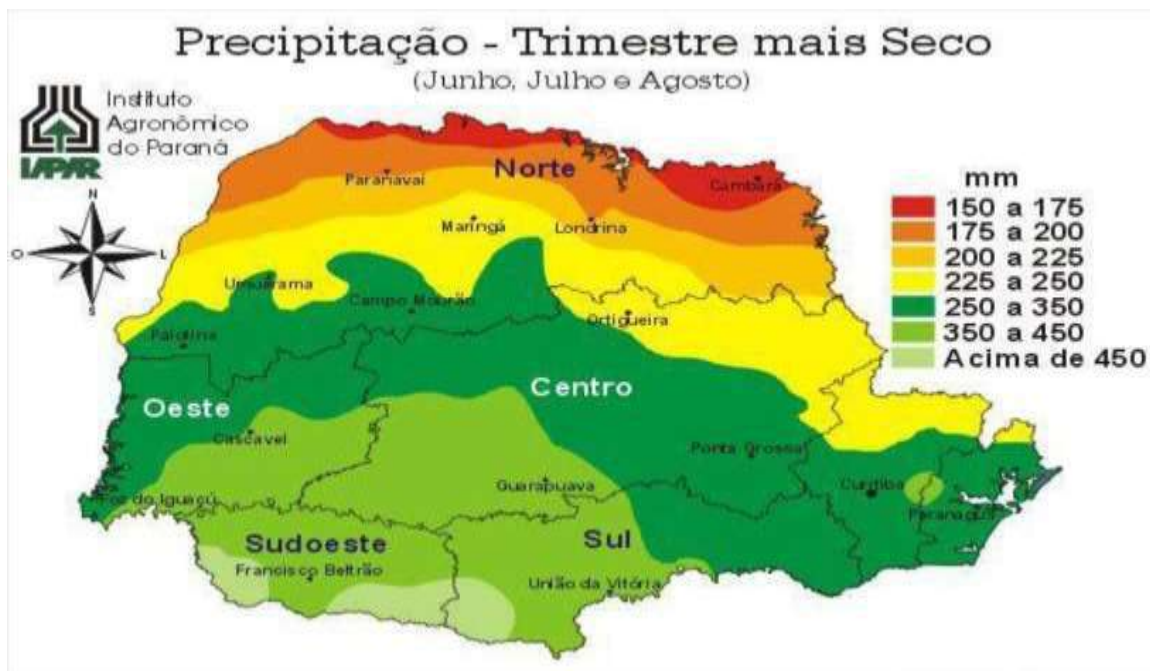 Precipitação - Trimestre mais Seco
(Junho, Julho e Agosto)
Instituto
Agronômico
do Paraná
IAPAR
N
O
L
S
Norte
Paranavaí
Cambará
Maringá
Londrina
Umuarama
Campo Mourão
Ortigueira
Palotina
Oeste
Centro
Cascavel
Ponta Grossa
Guarapuava
Curitiba
Foz do Iguaçú
Paranaguá
Sudoeste
Sul
Francisco Beltrão
União da Vitória
mm
150 a 175
175 a 200
200 a 225
225 a 250
250 a 350
350 a 450
Acima de 450